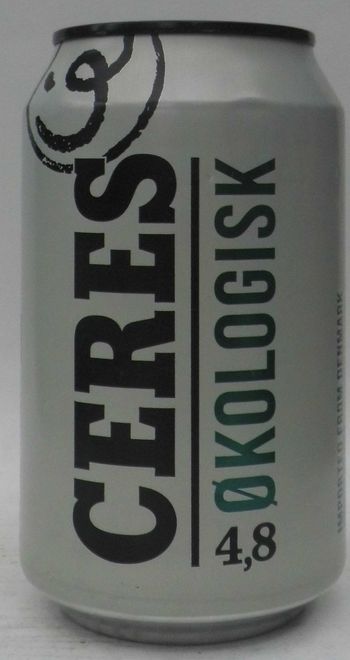 CERES
ØKOLOGISK
4,8
IMPORTED FROM DENMARK